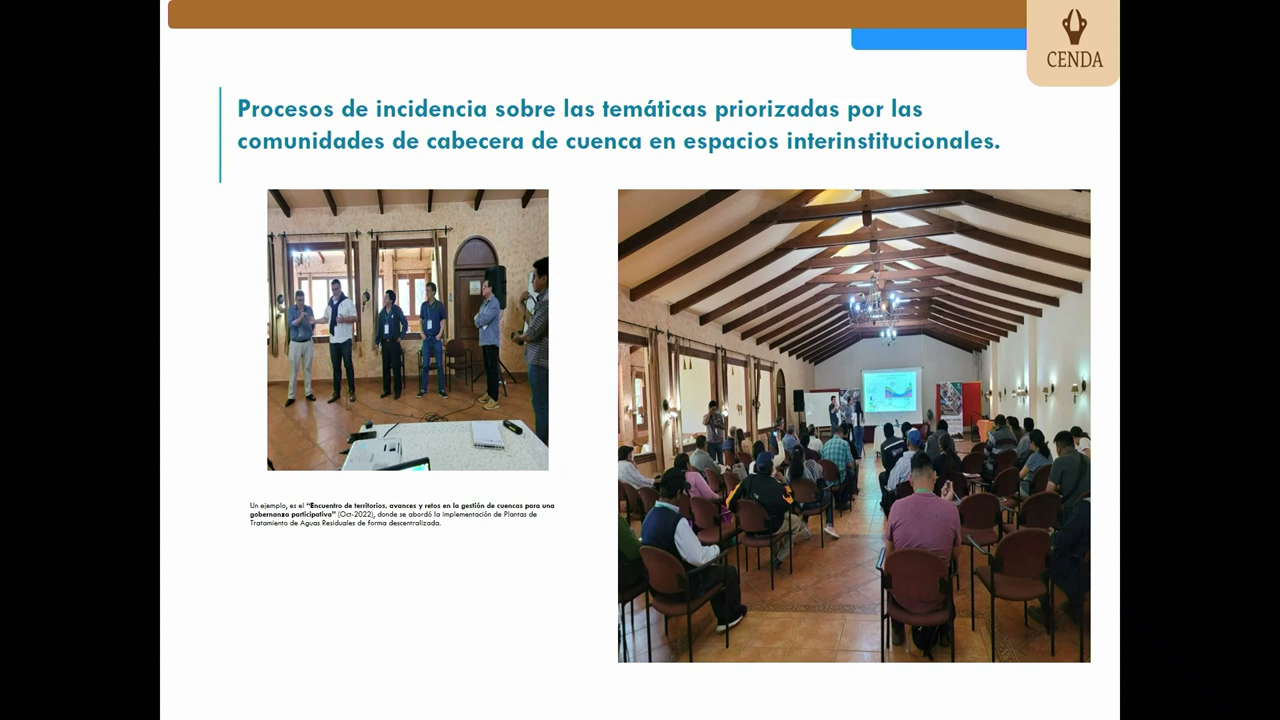 CENDA
Procesos de incidencia sobre las temáticas priorizadas por las
comunidades de cabecera de cuenca en espacios interinstitucionales.
Un ejemplo, es el "Encuentro de territorios, avances y retos en la gestión de cuencas para una
gobernanza participativa" (Oct-2022), donde se abordó la implementación de Plantas de
Tratamiento de Aguas Residuales de forma descentralizada.